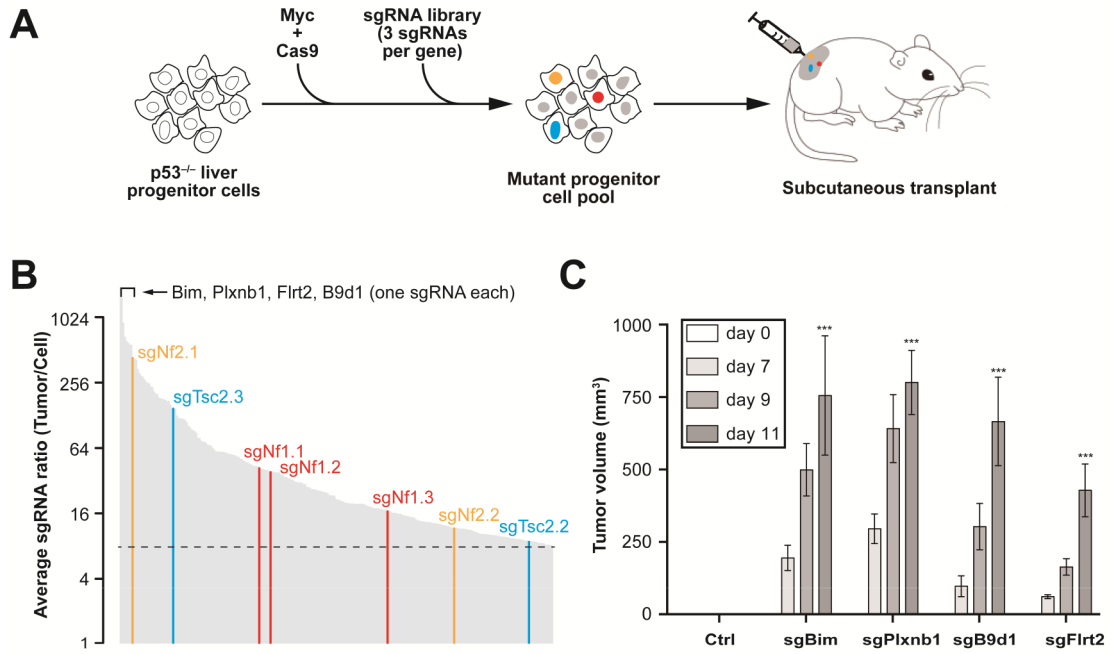 A
Myc
+
Cas9
sgRNA library
(3 sgRNAs
per gene)
p53–/– liver
progenitor cells
Mutant progenitor
cell pool
Subcutaneous transplant
B
Bim, Plxnb1, Flrt2, B9d1 (one sgRNA each)
Average sgRNA ratio (Tumor/Cell)
1024
256
64
16
4
1
sgNf2.1
sgTsc2.3
sgNf1.1
sgNf1.2
sgNf1.3
sgNf2.2
sgTsc2.2
C
Tumor volume (mm³)
1000
750
500
250
0
day 0
day 7
day 9
day 11
***
***
***
***
Ctrl
sgBim
sgPlxnb1
sgB9d1
sgFlrt2